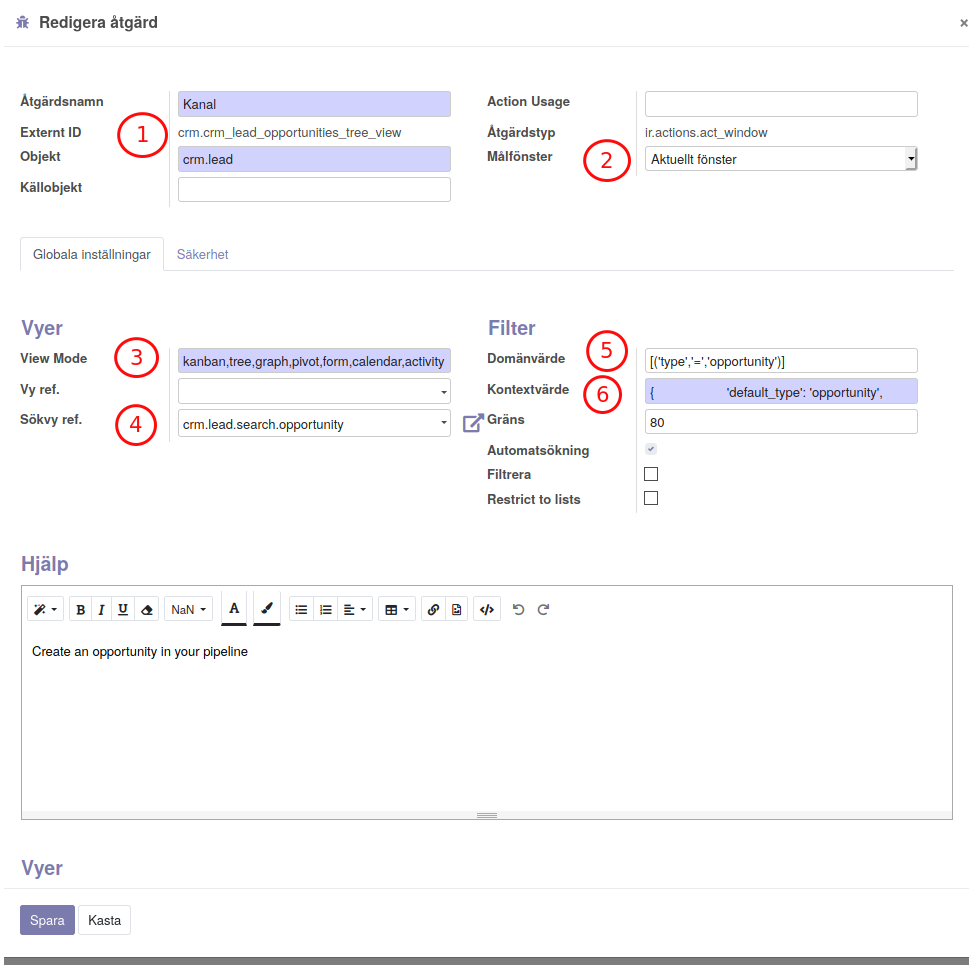 Redigera åtgärd
×
Åtgärdsnamn Kanal
Externt ID 1 crm.crm_lead_opportunities_tree_view
Objekt crm.lead
Källobjekt
Action Usage
Åtgärdstyp ir.actions.act_window
Målfönster 2 Aktuellt fönster
Globala inställningar Säkerhet
Vyer
View Mode 3 kanban,tree,graph,pivot,form,calendar,activity
Vy ref.
Sökvy ref. 4 crm.lead.search.opportunity
Filter
Domänvärde 5 [('type','=','opportunity')]
Kontextvärde 6 { 'default_type': 'opportunity',
Gräns 80
Automatsökning
Filtrera
Restrict to lists
Hjälp
B I U NaN A
Create an opportunity in your pipeline
Vyer
Spara Kasta